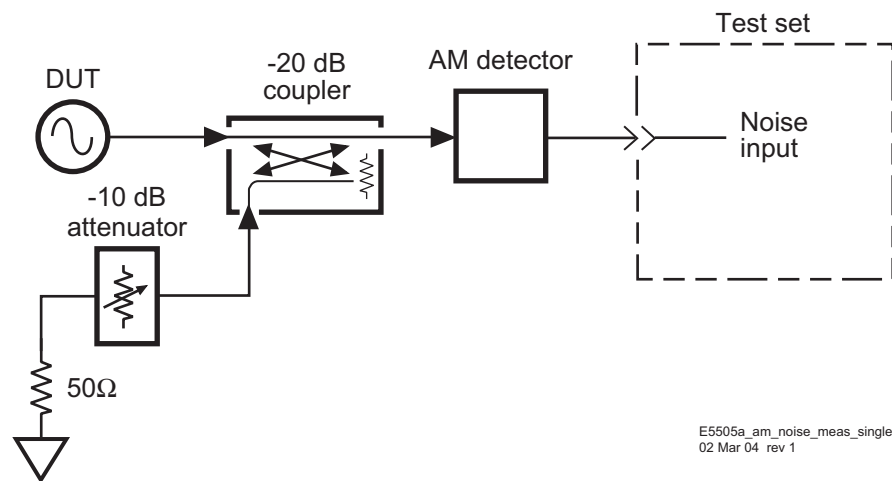 Test set
DUT
-20 dB
coupler
AM detector
Noise
input
-10 dB
attenuator
50Ω
E5505a_am_noise_meas_single
02 Mar 04 rev 1